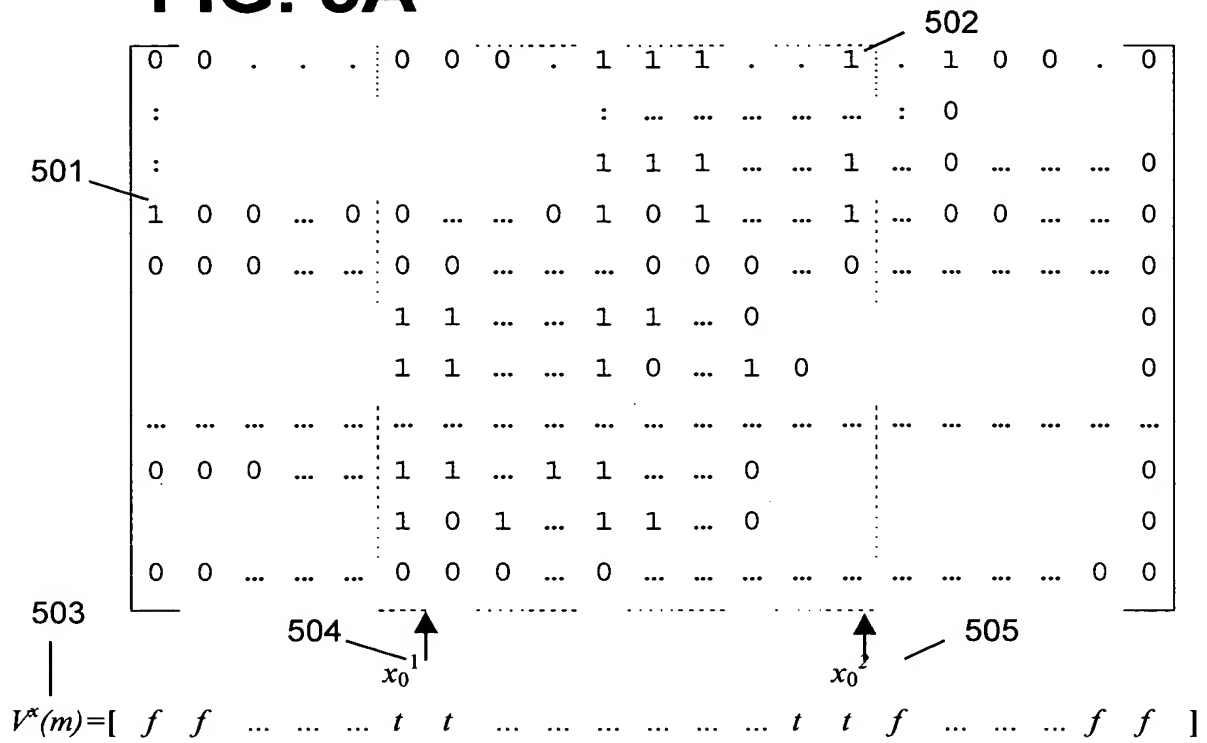 FIG. 6A
502
0 0 . . . 0 0 0 . 1 1 1 . . 1 . 1 0 0 . 0
: : ... ... ... ... ... : 0
: 1 1 1 ... ... 1 ... 0 ... ... ... 0
501
1 0 0 ... 0 0 ... ... 0 1 0 1 ... ... 1 ... 0 0 ... ... 0
0 0 0 ... ... 0 0 ... ... ... 0 0 0 ... 0 ... ... ... ... ... 0
1 1 ... ... 1 1 ... 0 0
1 1 ... ... 1 0 ... 1 0 0
... ... ... ... ... ... ... ... ... ... ... ... ... ... ... ... ... ... ... ... ...
0 0 0 ... ... 1 1 ... 1 1 ... ... 0 0
1 0 1 ... 1 1 ... 0 0
0 0 ... ... ... 0 0 0 ... 0 ... ... ... ... ... ... ... ... ... 0 0
503
504 505
x₀¹ x₀²
Vˣ(m)=[ f f ... ... ... t t ... ... ... ... ... ... t t f ... ... ... f f ]